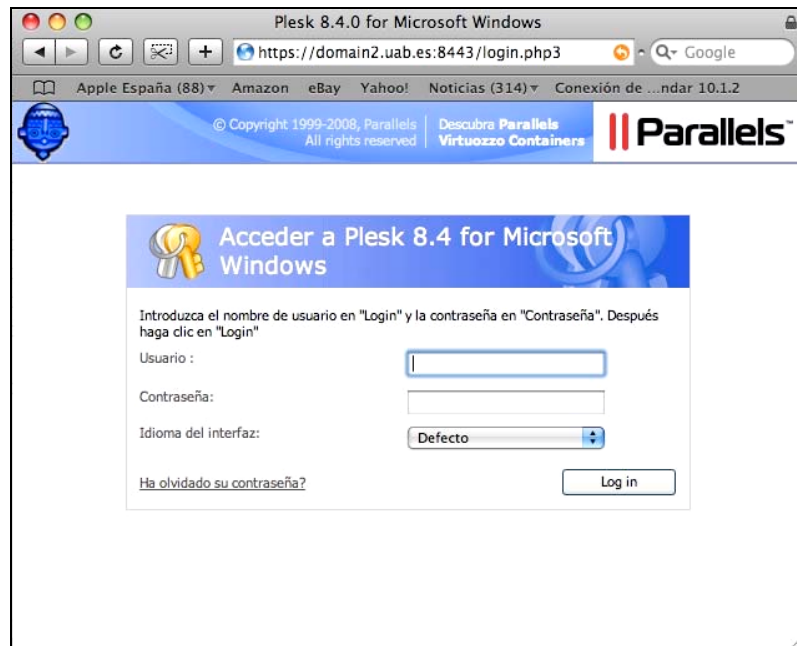 Plesk 8.4.0 for Microsoft Windows
https://domain2.uab.es:8443/login.php3
Google
Apple España (88)
Amazon
eBay
Yahoo!
Noticias (314)
Conexión de ...ndar 10.1.2
© Copyright 1999-2008, Parallels
All rights reserved
Descubra Parallels
Virtuozzo Containers
Parallels™
Acceder a Plesk 8.4 for Microsoft
Windows
Introduzca el nombre de usuario en "Login" y la contraseña en "Contraseña". Después
haga clic en "Login"
Usuario :
Contraseña:
Idioma del interfaz:
Defecto
Ha olvidado su contraseña?
Log in